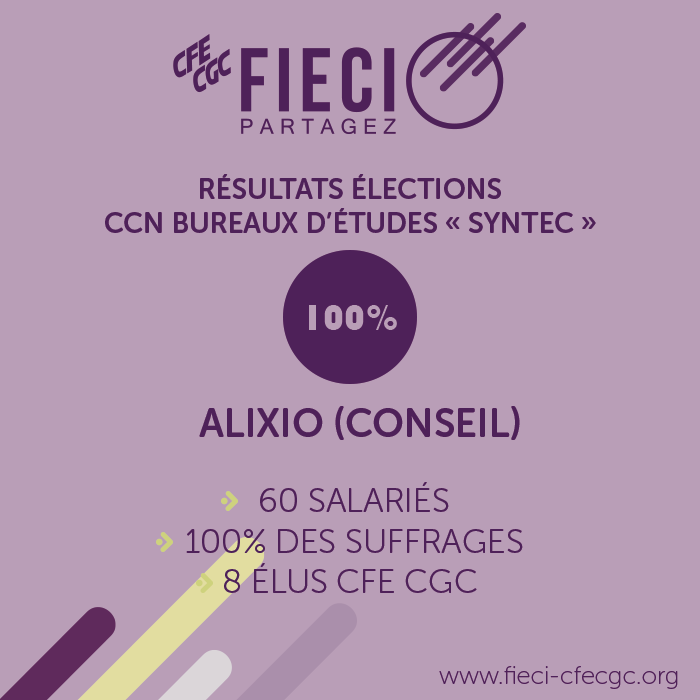 CFE
CGC
FIECI
PARTAGEZ
RÉSULTATS ÉLECTIONS
CCN BUREAUX D'ÉTUDES « SYNTEC »
100%
ALIXIO (CONSEIL)
60 SALARIÉS
100% DES SUFFRAGES
8 ÉLUS CFE CGC
www.fieci-cfecgc.org